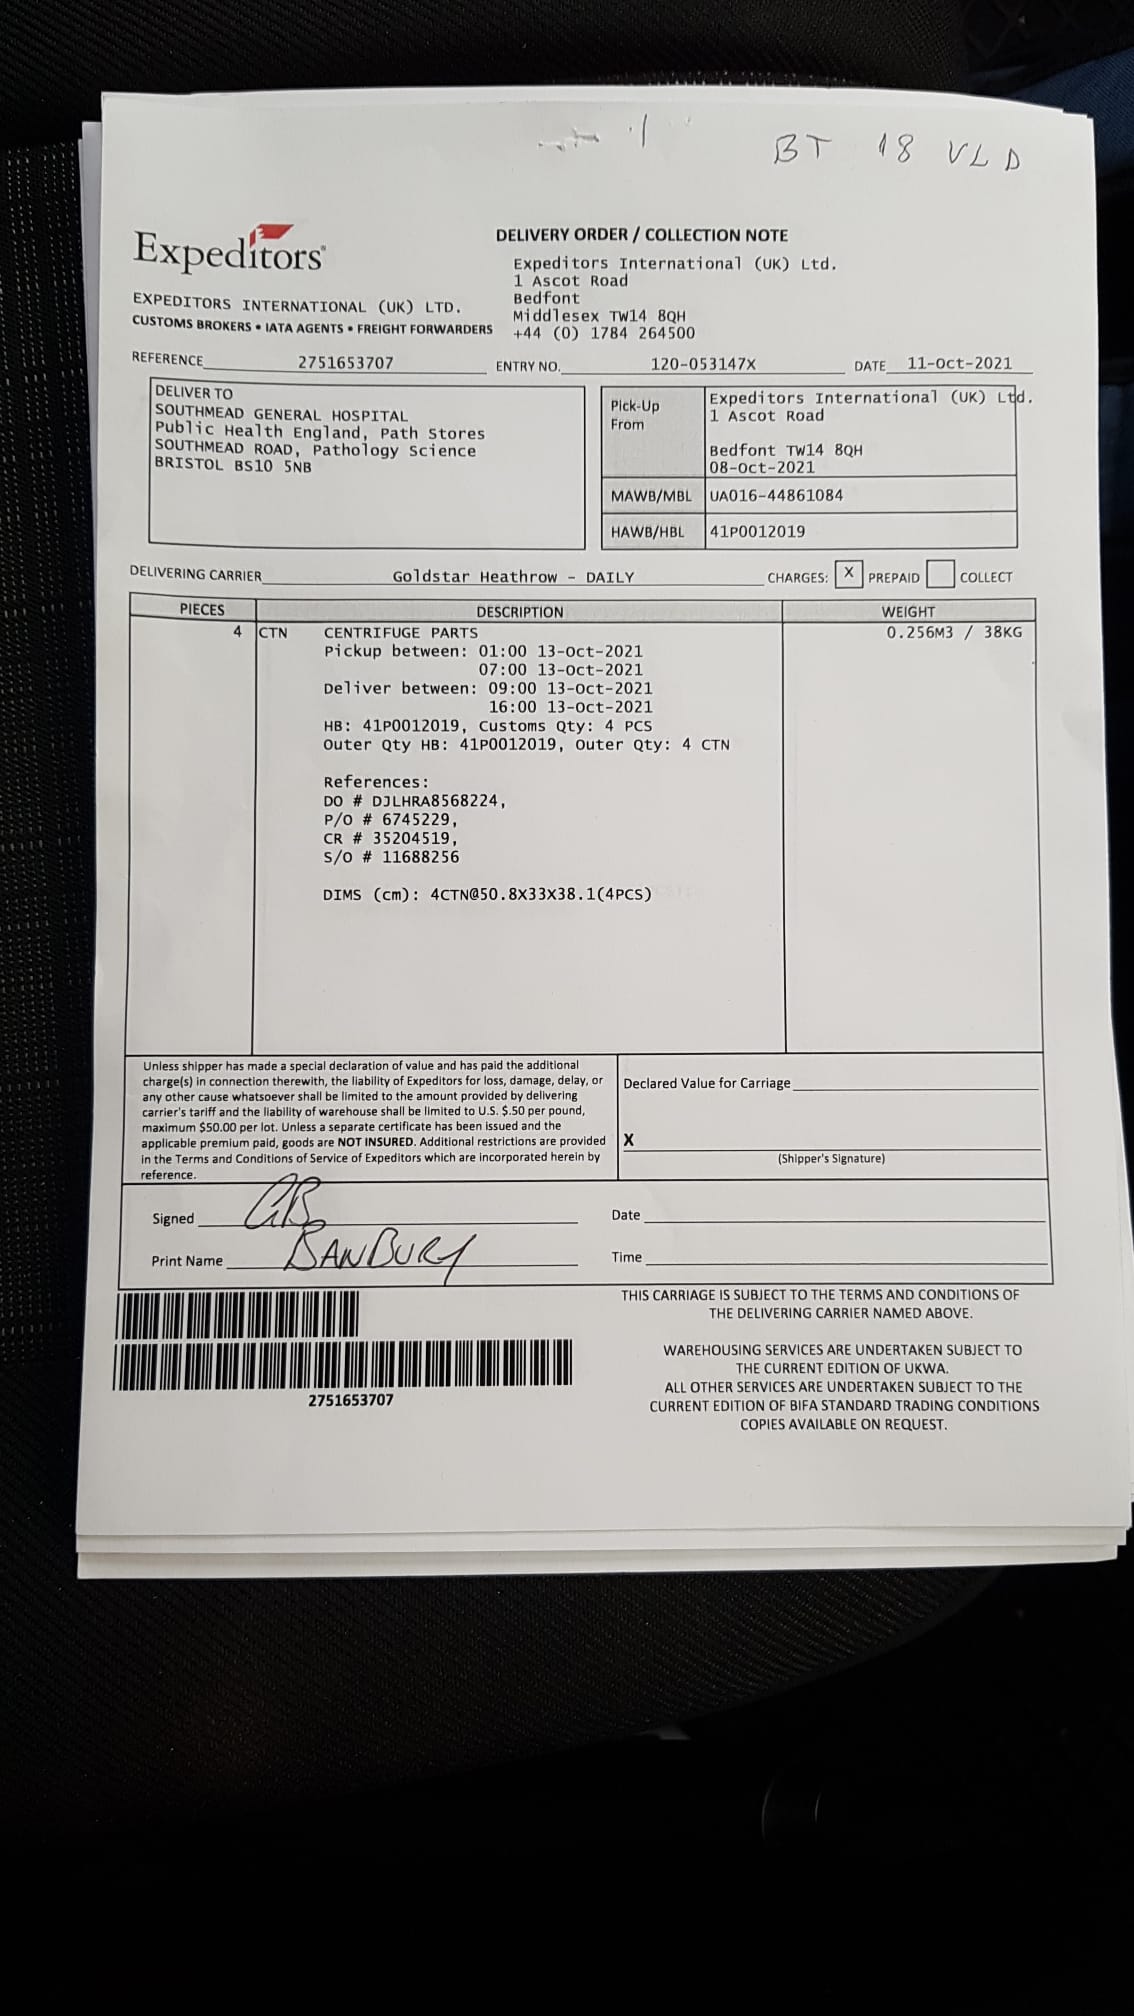 BT 18 VLD
Expeditors®
EXPEDITORS INTERNATIONAL (UK) LTD.
CUSTOMS BROKERS • IATA AGENTS • FREIGHT FORWARDERS
DELIVERY ORDER / COLLECTION NOTE
Expeditors International (UK) Ltd.
1 Ascot Road
Bedfont
Middlesex TW14 8QH
+44 (0) 1784 264500
REFERENCE 2751653707 ENTRY NO. 120-053147X DATE 11-Oct-2021
DELIVER TO
SOUTHMEAD GENERAL HOSPITAL
Public Health England, Path Stores
SOUTHMEAD ROAD, Pathology Science
BRISTOL BS10 5NB
Pick-Up
From
Expeditors International (UK) Ltd.
1 Ascot Road
Bedfont TW14 8QH
08-Oct-2021
MAWB/MBL UA016-44861084
HAWB/HBL 41P0012019
DELIVERING CARRIER Goldstar Heathrow - DAILY CHARGES: X PREPAID COLLECT
PIECES DESCRIPTION WEIGHT
4 CTN CENTRIFUGE PARTS 0.256M3 / 38KG
Pickup between: 01:00 13-Oct-2021
07:00 13-Oct-2021
Deliver between: 09:00 13-Oct-2021
16:00 13-Oct-2021
HB: 41P0012019, Customs Qty: 4 PCS
Outer Qty HB: 41P0012019, Outer Qty: 4 CTN
References:
DO # DJLHRA8568224,
P/O # 6745229,
CR # 35204519,
S/O # 11688256
DIMS (cm): 4CTN@50.8X33X38.1(4PCS)
Unless shipper has made a special declaration of value and has paid the additional
charge(s) in connection therewith, the liability of Expeditors for loss, damage, delay, or
any other cause whatsoever shall be limited to the amount provided by delivering
carrier's tariff and the liability of warehouse shall be limited to U.S. $.50 per pound,
maximum $50.00 per lot. Unless a separate certificate has been issued and the
applicable premium paid, goods are NOT INSURED. Additional restrictions are provided
in the Terms and Conditions of Service of Expeditors which are incorporated herein by
reference.
Declared Value for Carriage
X
(Shipper's Signature)
Signed GB
Print Name BANBURY
Date
Time
2751653707
THIS CARRIAGE IS SUBJECT TO THE TERMS AND CONDITIONS OF
THE DELIVERING CARRIER NAMED ABOVE.
WAREHOUSING SERVICES ARE UNDERTAKEN SUBJECT TO
THE CURRENT EDITION OF UKWA.
ALL OTHER SERVICES ARE UNDERTAKEN SUBJECT TO THE
CURRENT EDITION OF BIFA STANDARD TRADING CONDITIONS
COPIES AVAILABLE ON REQUEST.